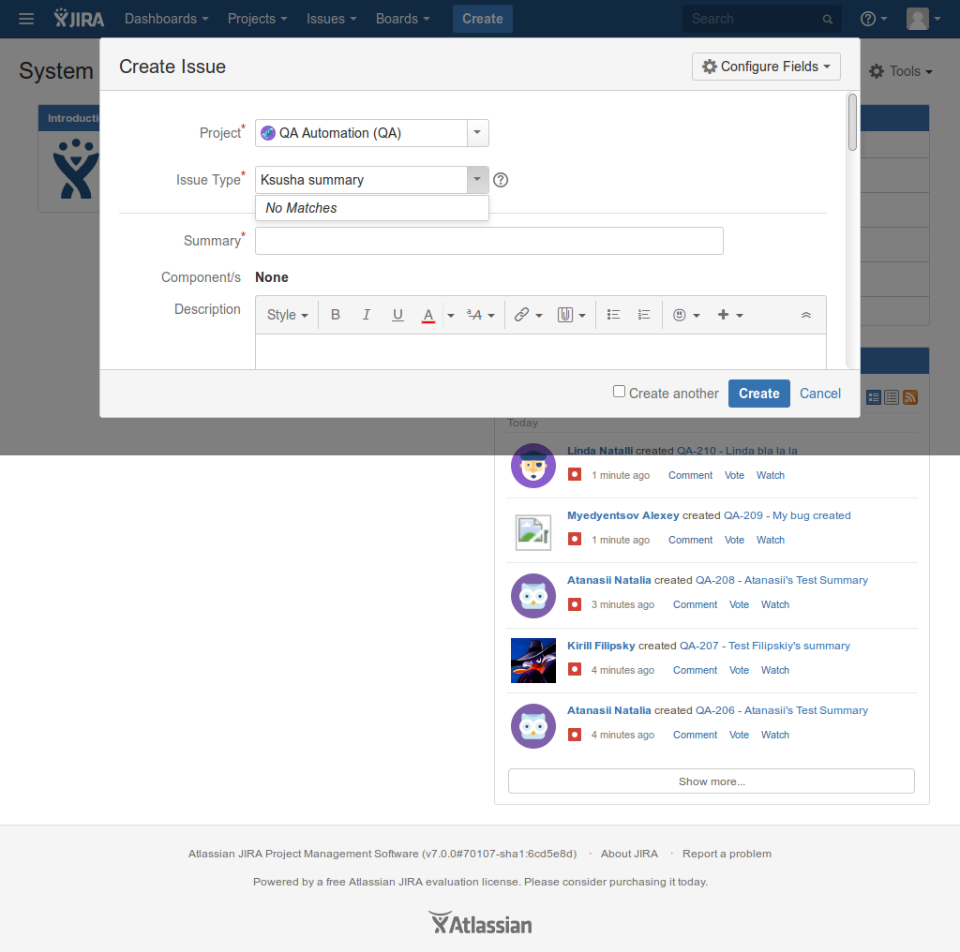 JIRA Dashboards Projects Issues Boards Create Search
System Tools
Create Issue Configure Fields
Project* QA Automation (QA)
Issue Type* Ksusha summary
No Matches
Summary*
Component/s None
Description Style B I U A ªA
Create another Create Cancel
Today
Linda Natalli created QA-210 - Linda bla la la
1 minute ago Comment Vote Watch
Myedyentsov Alexey created QA-209 - My bug created
1 minute ago Comment Vote Watch
Atanasii Natalia created QA-208 - Atanasii's Test Summary
3 minutes ago Comment Vote Watch
Kirill Filipsky created QA-207 - Test Filipskiy's summary
4 minutes ago Comment Vote Watch
Atanasii Natalia created QA-206 - Atanasii's Test Summary
4 minutes ago Comment Vote Watch
Show more...
Atlassian JIRA Project Management Software (v7.0.0#70107-sha1:6cd5e8d) · About JIRA · Report a problem
Powered by a free Atlassian JIRA evaluation license. Please consider purchasing it today.
Atlassian